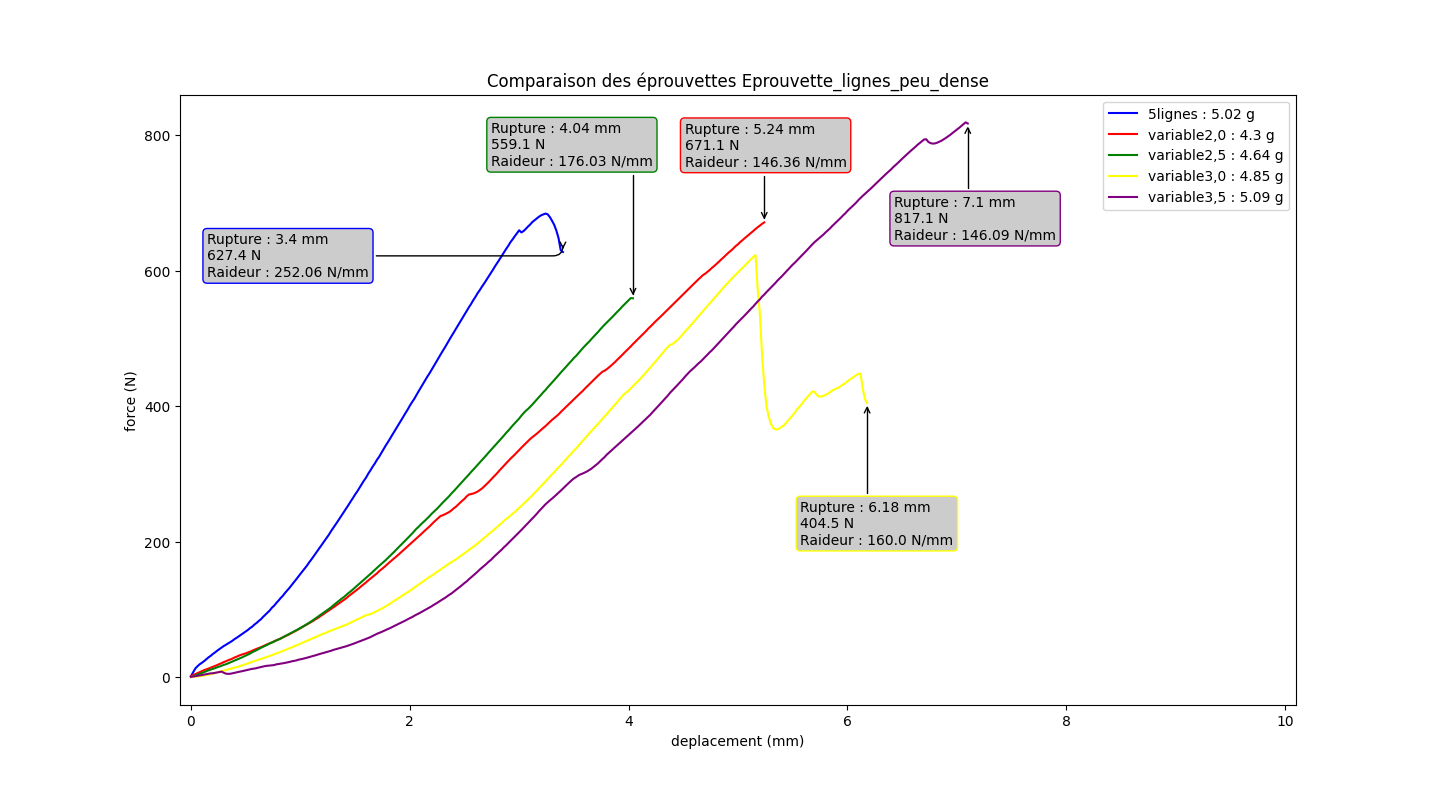 Comparaison des éprouvettes Eprouvette_lignes_peu_dense
force (N)
800
600
400
200
0
Rupture : 3.4 mm
627.4 N
Raideur : 252.06 N/mm
Rupture : 4.04 mm
559.1 N
Raideur : 176.03 N/mm
Rupture : 5.24 mm
671.1 N
Raideur : 146.36 N/mm
Rupture : 7.1 mm
817.1 N
Raideur : 146.09 N/mm
Rupture : 6.18 mm
404.5 N
Raideur : 160.0 N/mm
5lignes : 5.02 g
variable2,0 : 4.3 g
variable2,5 : 4.64 g
variable3,0 : 4.85 g
variable3,5 : 5.09 g
0 2 4 6 8 10
deplacement (mm)